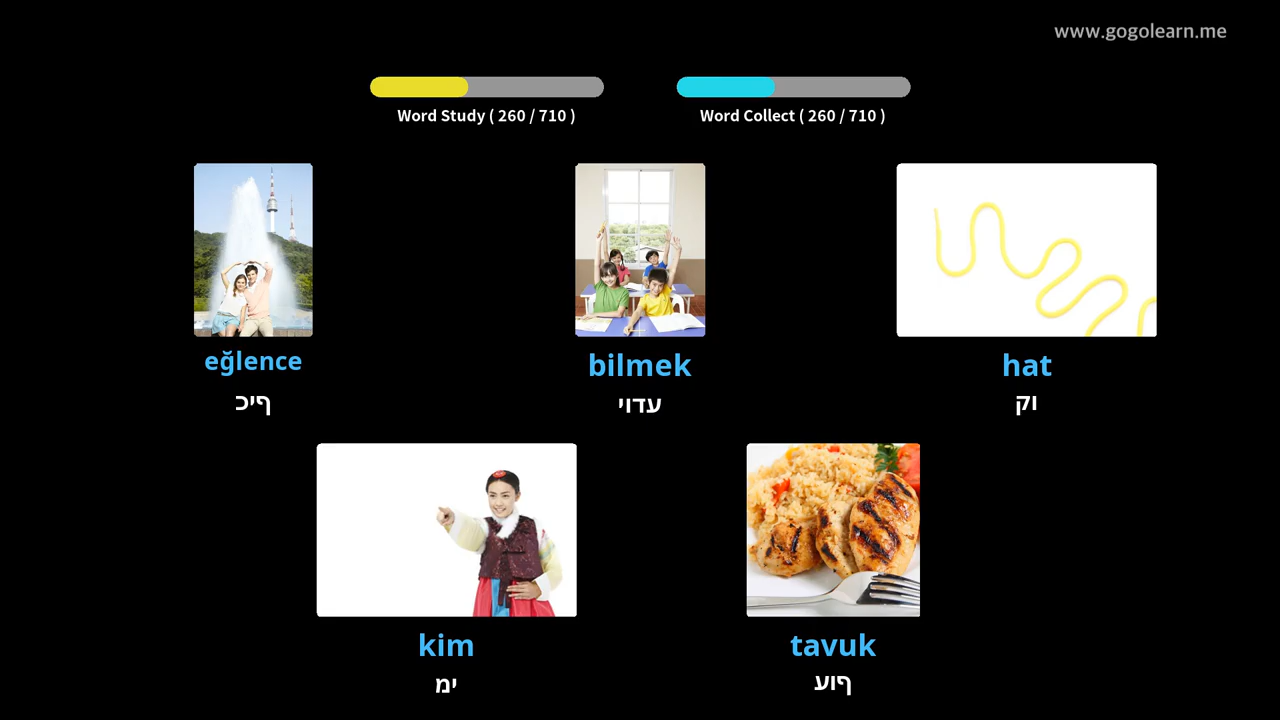 www.gogolearn.me
Word Study ( 260 / 710 )
Word Collect ( 260 / 710 )
eğlence
ףיכ
bilmek
עדוי
hat
וק
kim
ימ
tavuk
ףוע